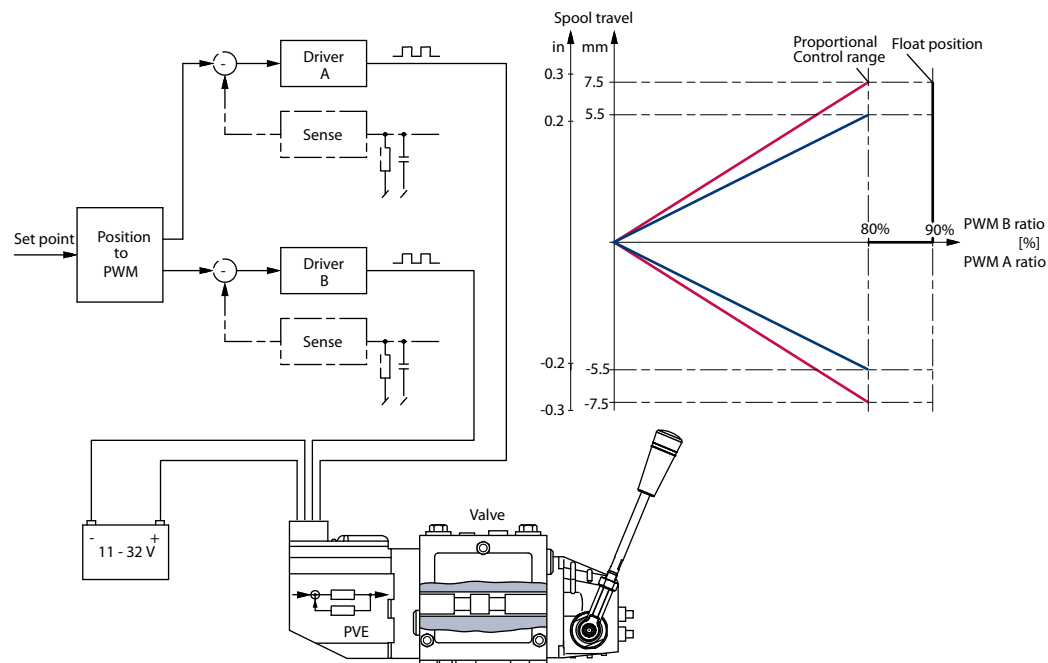 Set point
Position
to
PWM
-
Driver
A
Sense
-
Driver
B
Sense
- +
11 - 32 V
PVE
Valve
Spool travel
in mm
Proportional
Control range
Float position
0.3
7.5
5.5
0.2
80%
90%
PWM B ratio
[%]
PWM A ratio
-0.2
-5.5
-0.3
-7.5